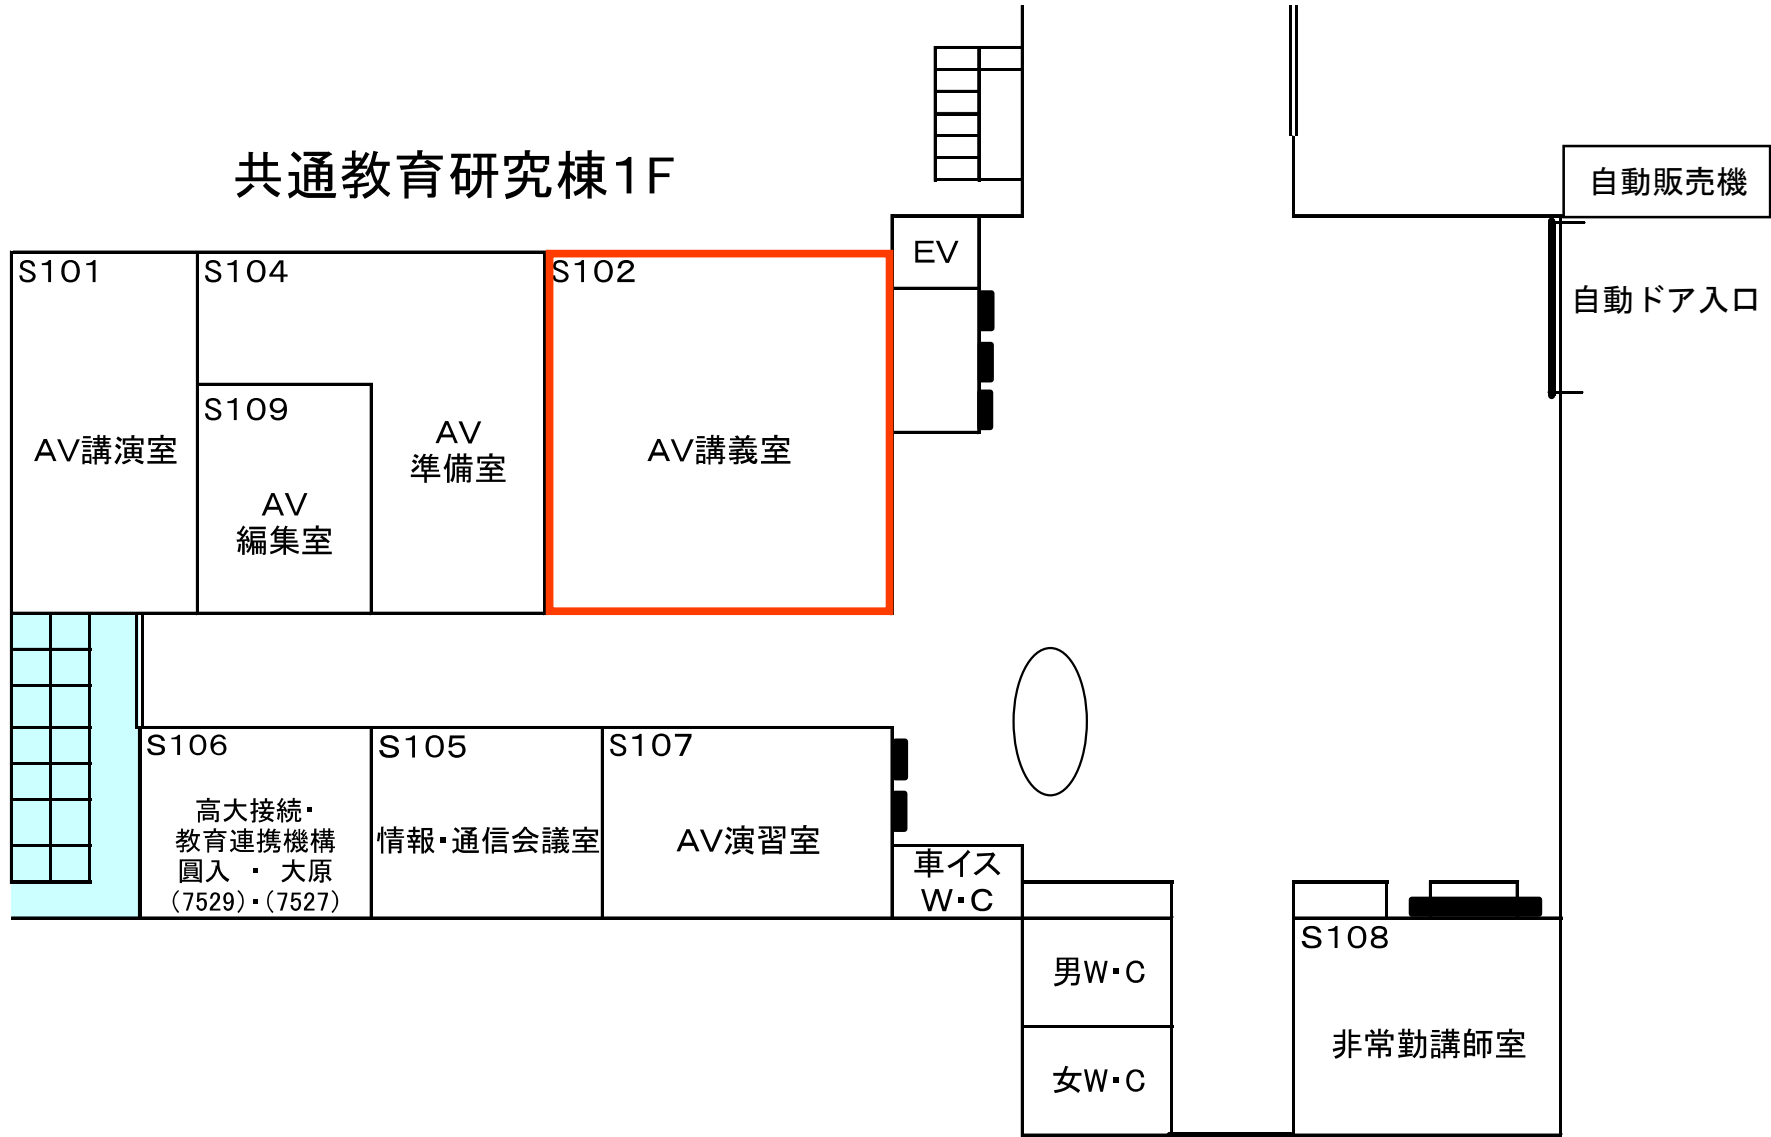 共通教育研究棟1F
自動販売機
自動ドア入口
EV
S101
AV講演室
S104
AV
準備室
S109
AV
編集室
S102
AV講義室
S106
高大接続・
教育連携機構
圓入 ・ 大原
(7529)・(7527)
S105
情報・通信会議室
S107
AV演習室
車イス
W・C
男W・C
女W・C
S108
非常勤講師室